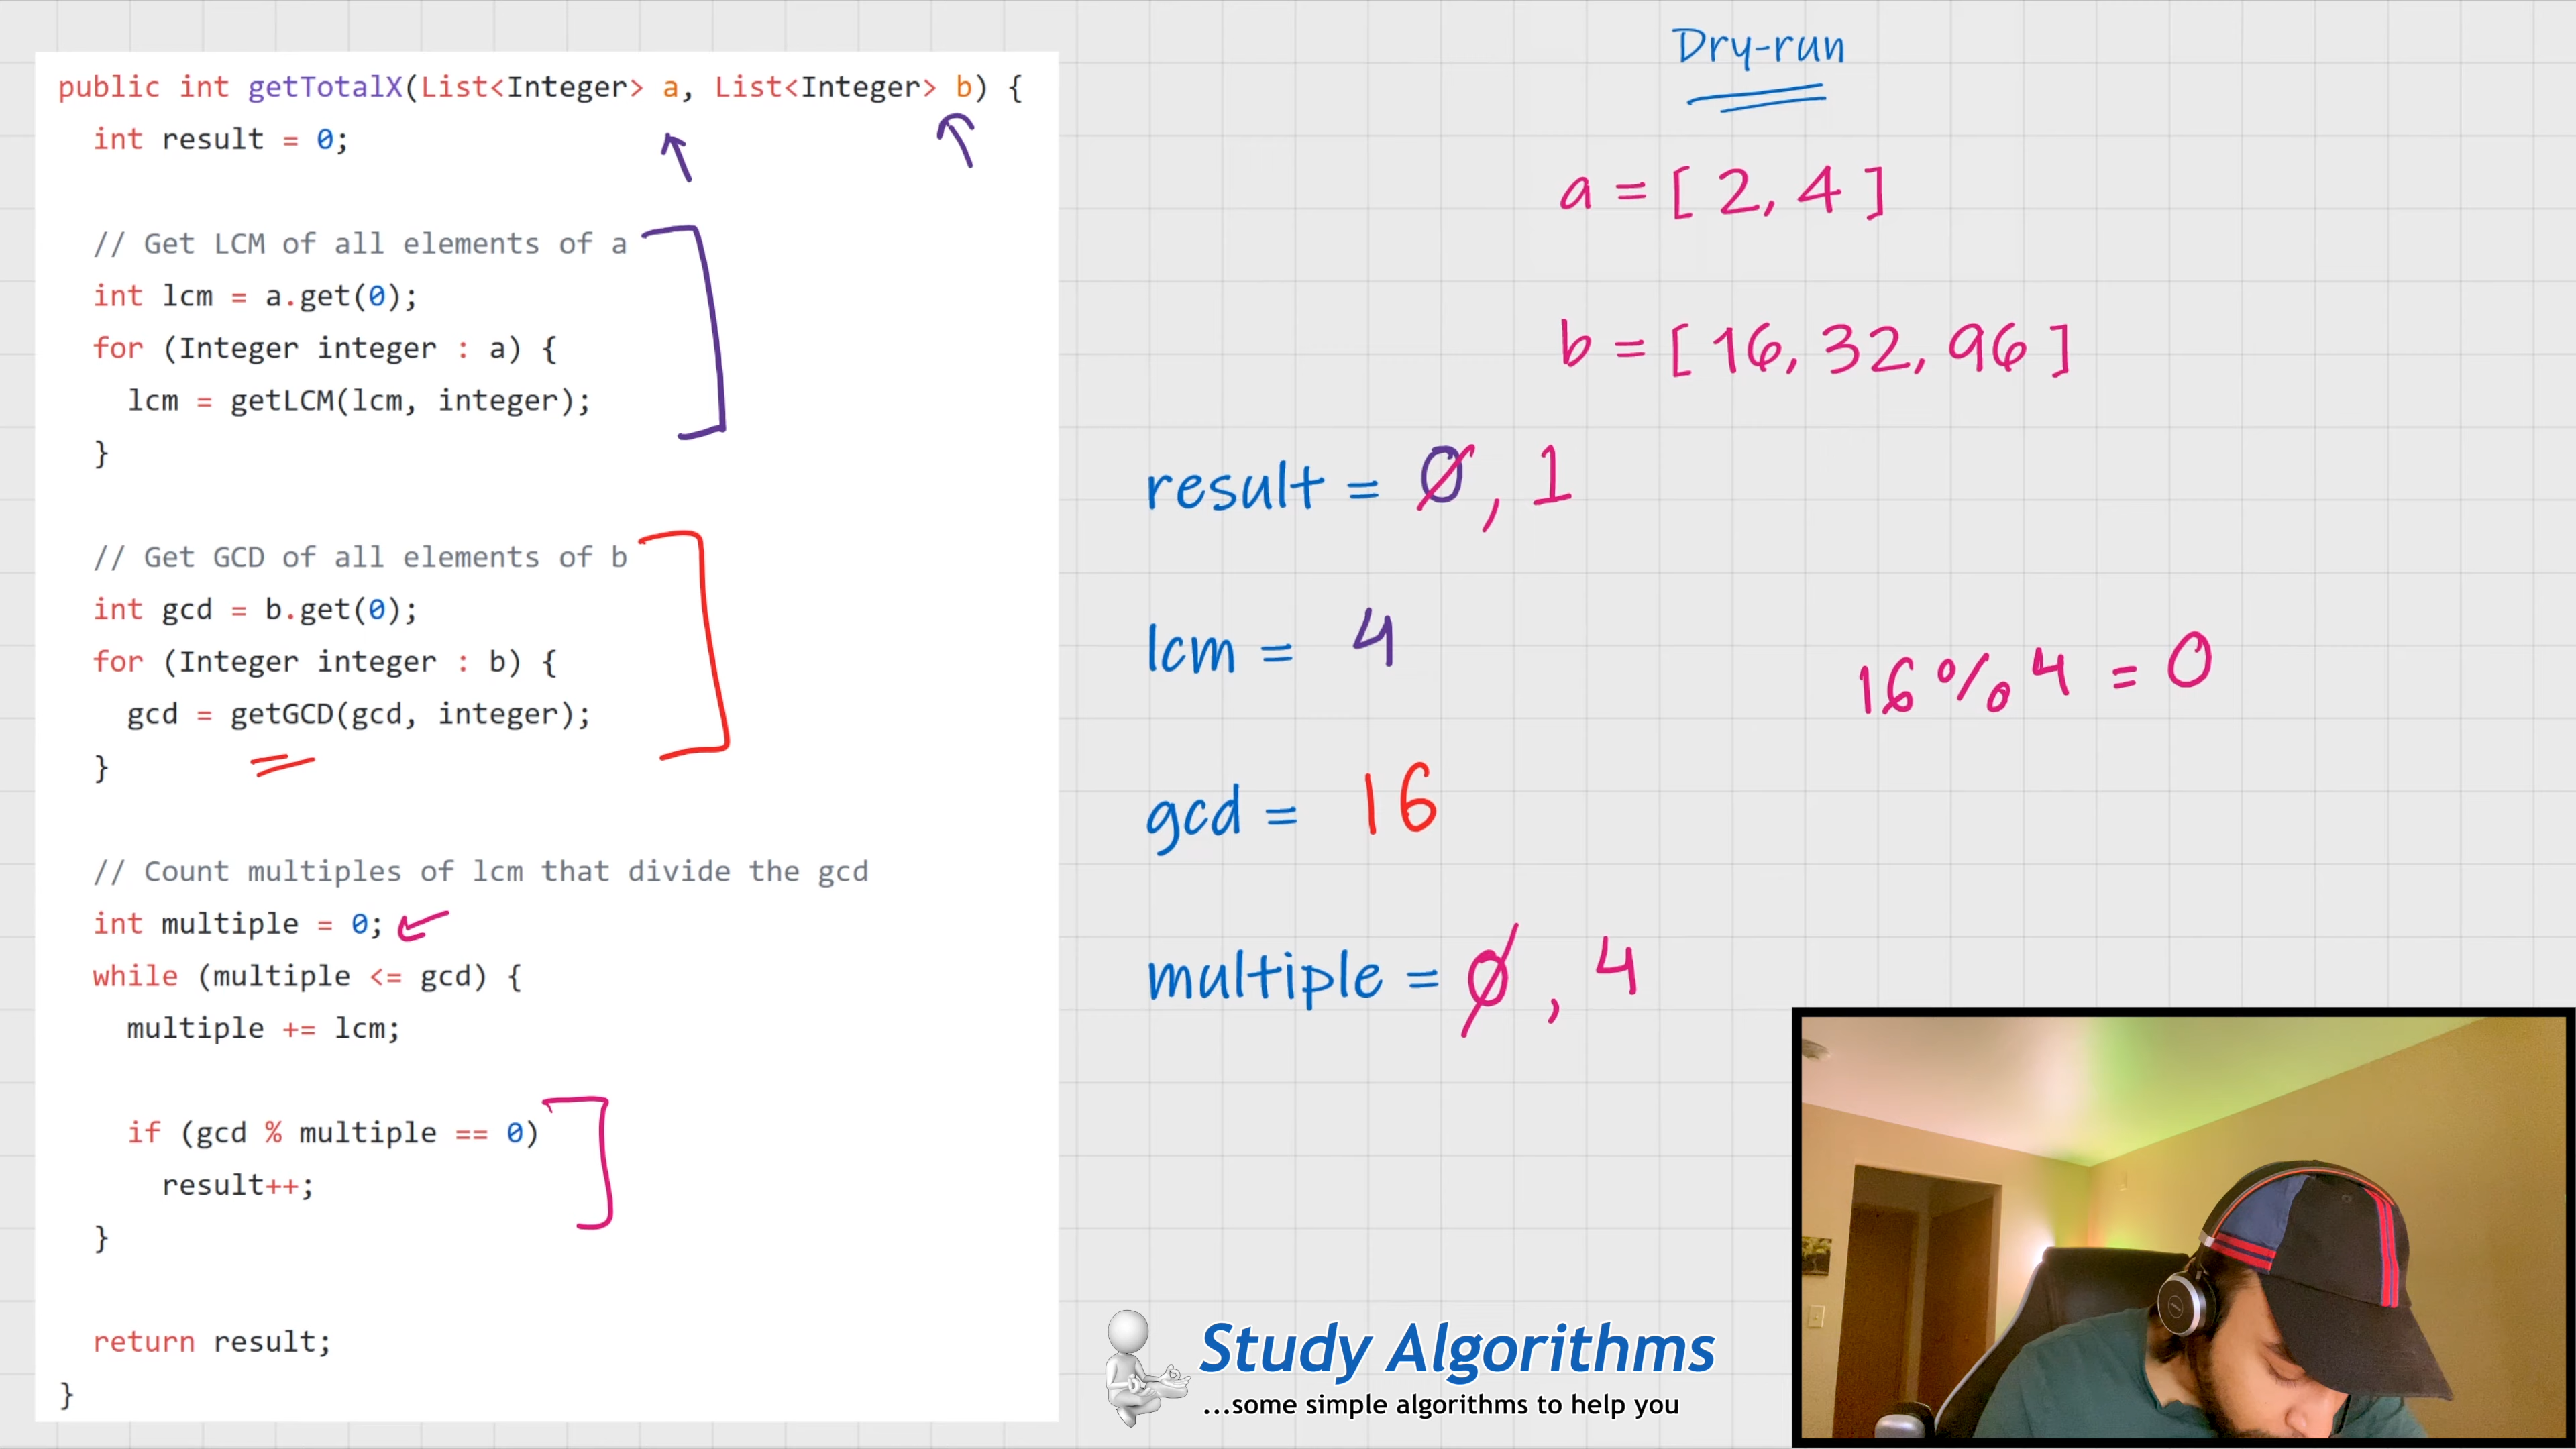 public int getTotalX(List<Integer> a, List<Integer> b) {
int result = 0;
// Get LCM of all elements of a
int lcm = a.get(0);
for (Integer integer : a) {
lcm = getLCM(lcm, integer);
}
// Get GCD of all elements of b
int gcd = b.get(0);
for (Integer integer : b) {
gcd = getGCD(gcd, integer);
}
// Count multiples of lcm that divide the gcd
int multiple = 0;
while (multiple <= gcd) {
multiple += lcm;
if (gcd % multiple == 0)
result++;
}
return result;
}
Dry-run
a = [ 2, 4 ]
b = [ 16, 32, 96 ]
result = 0, 1
lcm = 4
16 % 4 = 0
gcd = 16
multiple = 0, 4
Study Algorithms
...some simple algorithms to help you